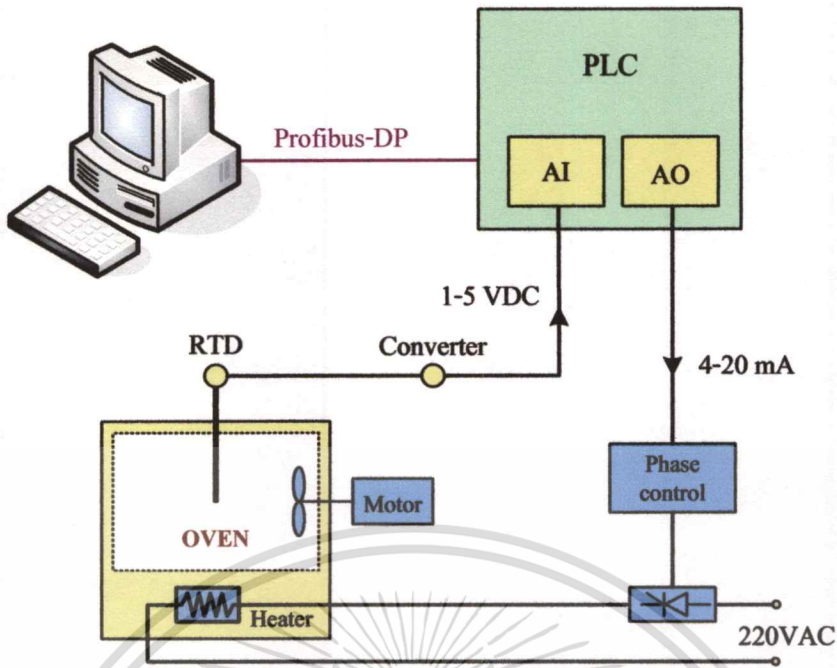 PLC
Profibus-DP
AI
AO
1-5 VDC
RTD
Converter
4-20 mA
Phase
control
Motor
OVEN
Heater
220VAC